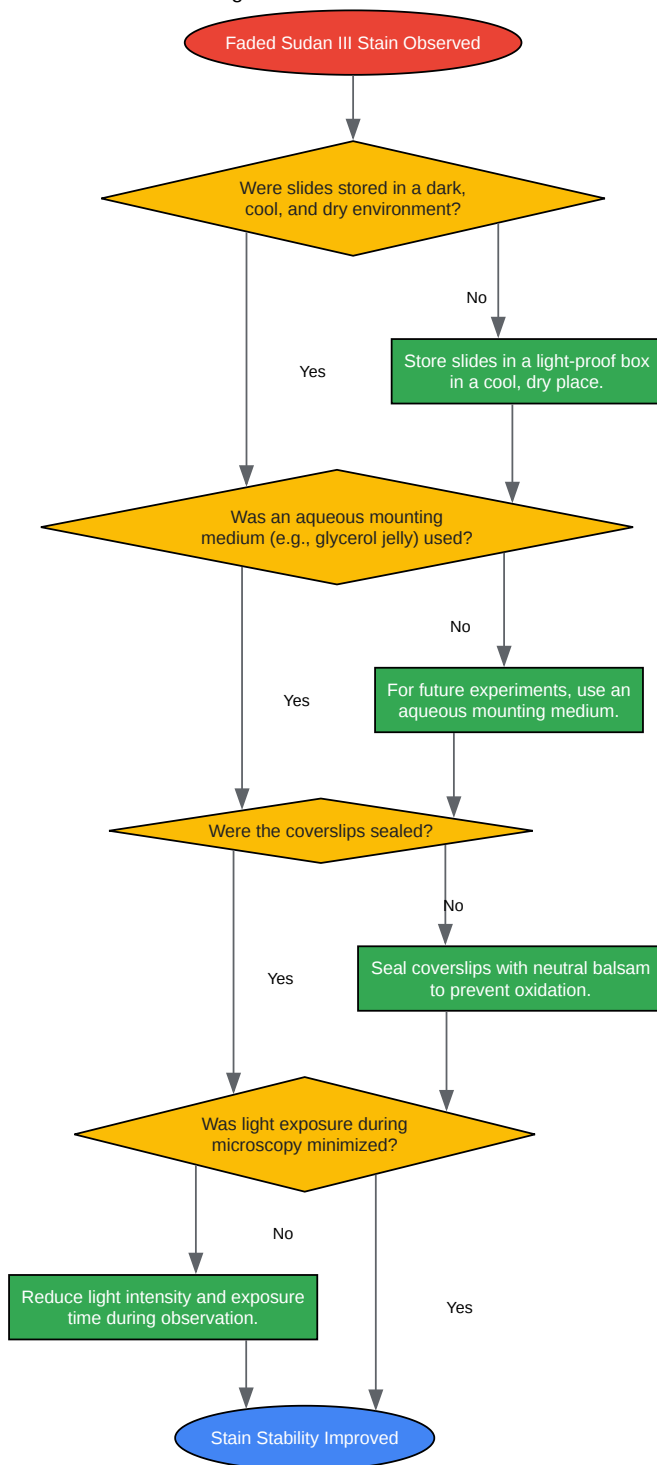 Faded Sudan III Stain Observed
Were slides stored in a dark,
cool, and dry environment?
No
Yes
Store slides in a light-proof box
in a cool, dry place.
Was an aqueous mounting
medium (e.g., glycerol jelly) used?
No
Yes
For future experiments, use an
aqueous mounting medium.
Were the coverslips sealed?
No
Yes
Seal coverslips with neutral balsam
to prevent oxidation.
Was light exposure during
microscopy minimized?
No
Yes
Reduce light intensity and exposure
time during observation.
Stain Stability Improved